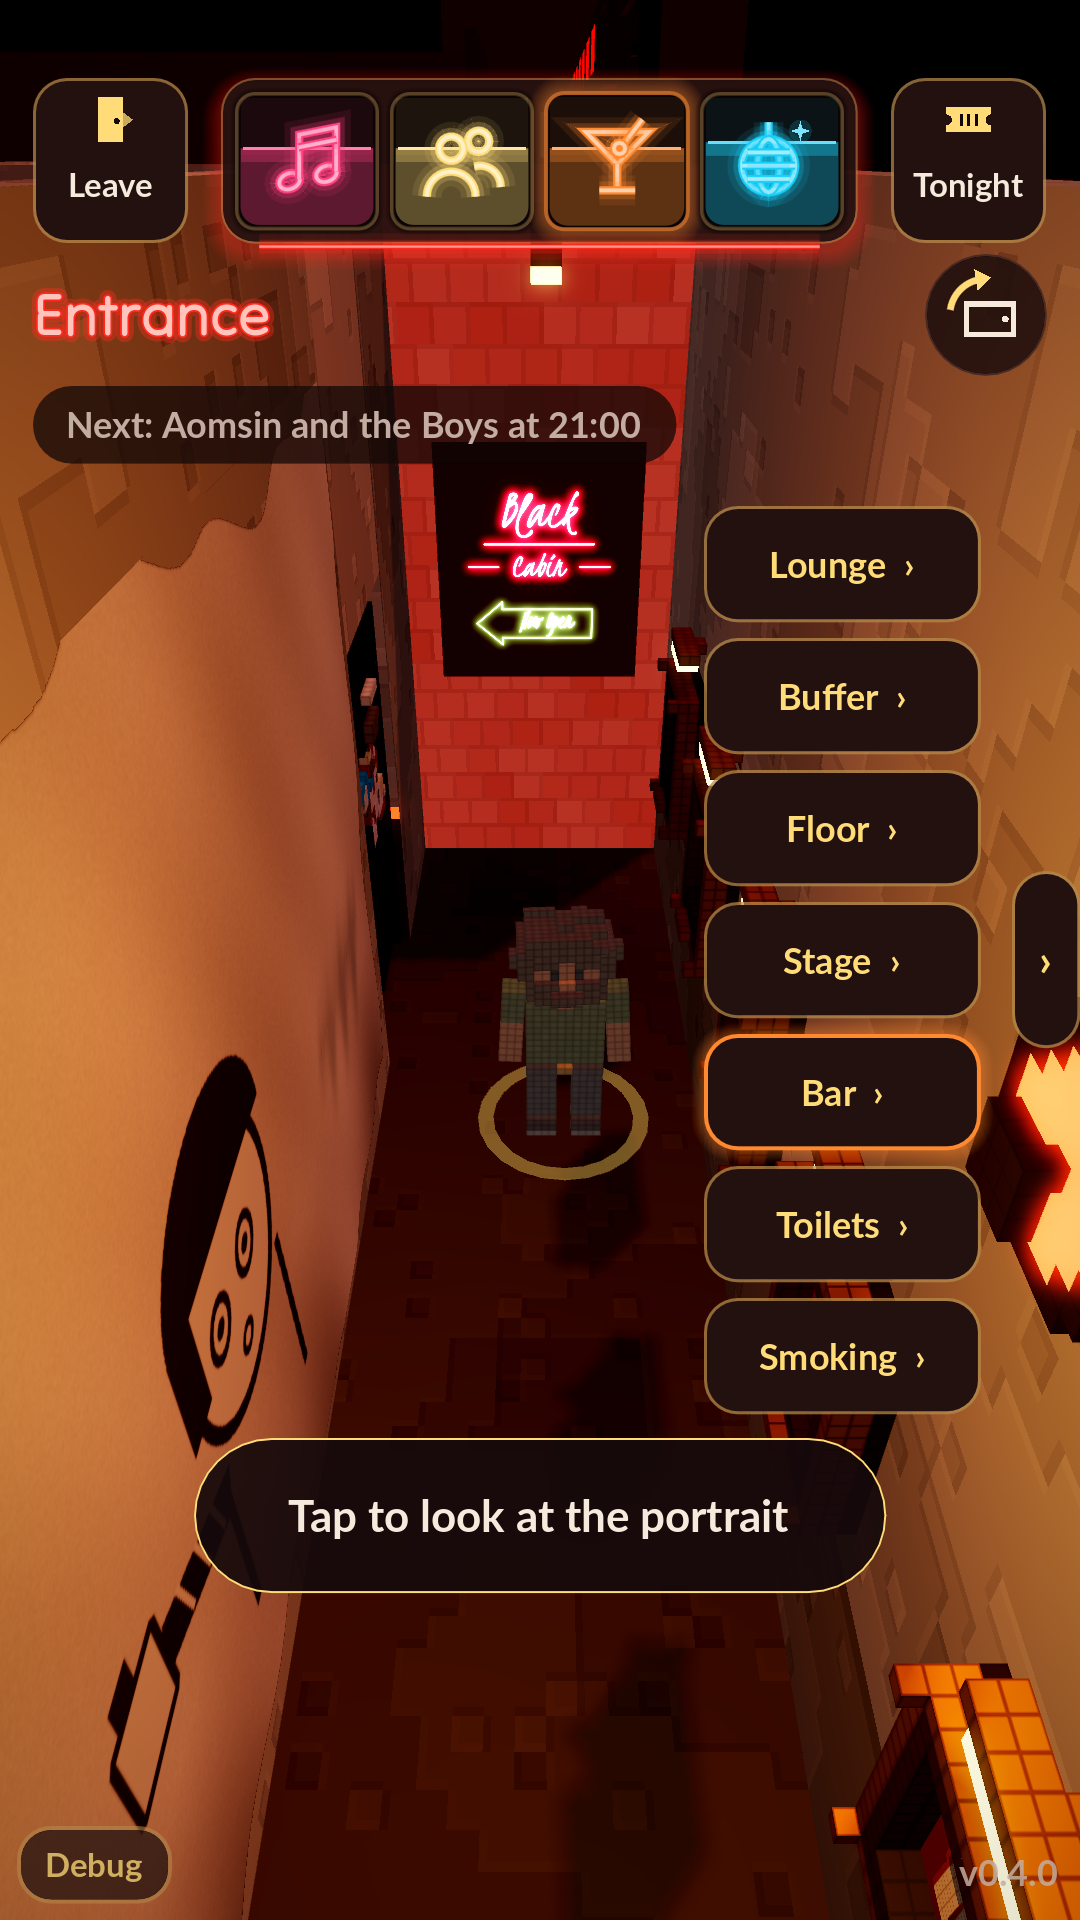 Leave
Tonight
Entrance
Next: Aomsin and the Boys at 21:00
Black
Cabin
Lounge ›
Buffer ›
Floor ›
Stage ›
›
Bar ›
Toilets ›
Smoking ›
Tap to look at the portrait
Debug
v0.4.0